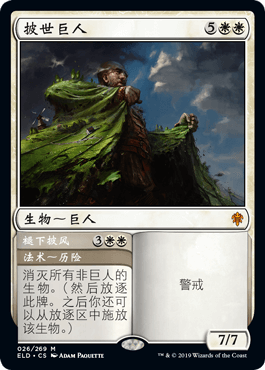 披世巨人 5
生物～巨人
褪下披风 3
法术～历险
消灭所有非巨人的
生物。（然后放逐
此牌。之后你还可
以从放逐区中施放
该生物。）
警戒
7/7
026/269 M
ELD • CS ADAM PAQUETTE
™ & © 2019 Wizards of the Coast